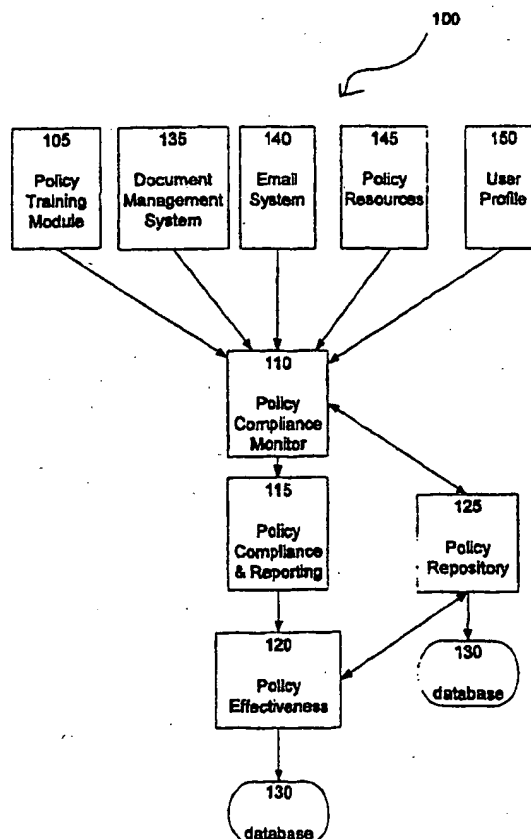 100
105
Policy
Training
Module
135
Document
Management
System
140
Email
System
145
Policy
Resources
150
User
Profile
110
Policy
Compliance
Monitor
115
Policy
Compliance
& Reporting
125
Policy
Repository
120
Policy
Effectiveness
130
database
130
database